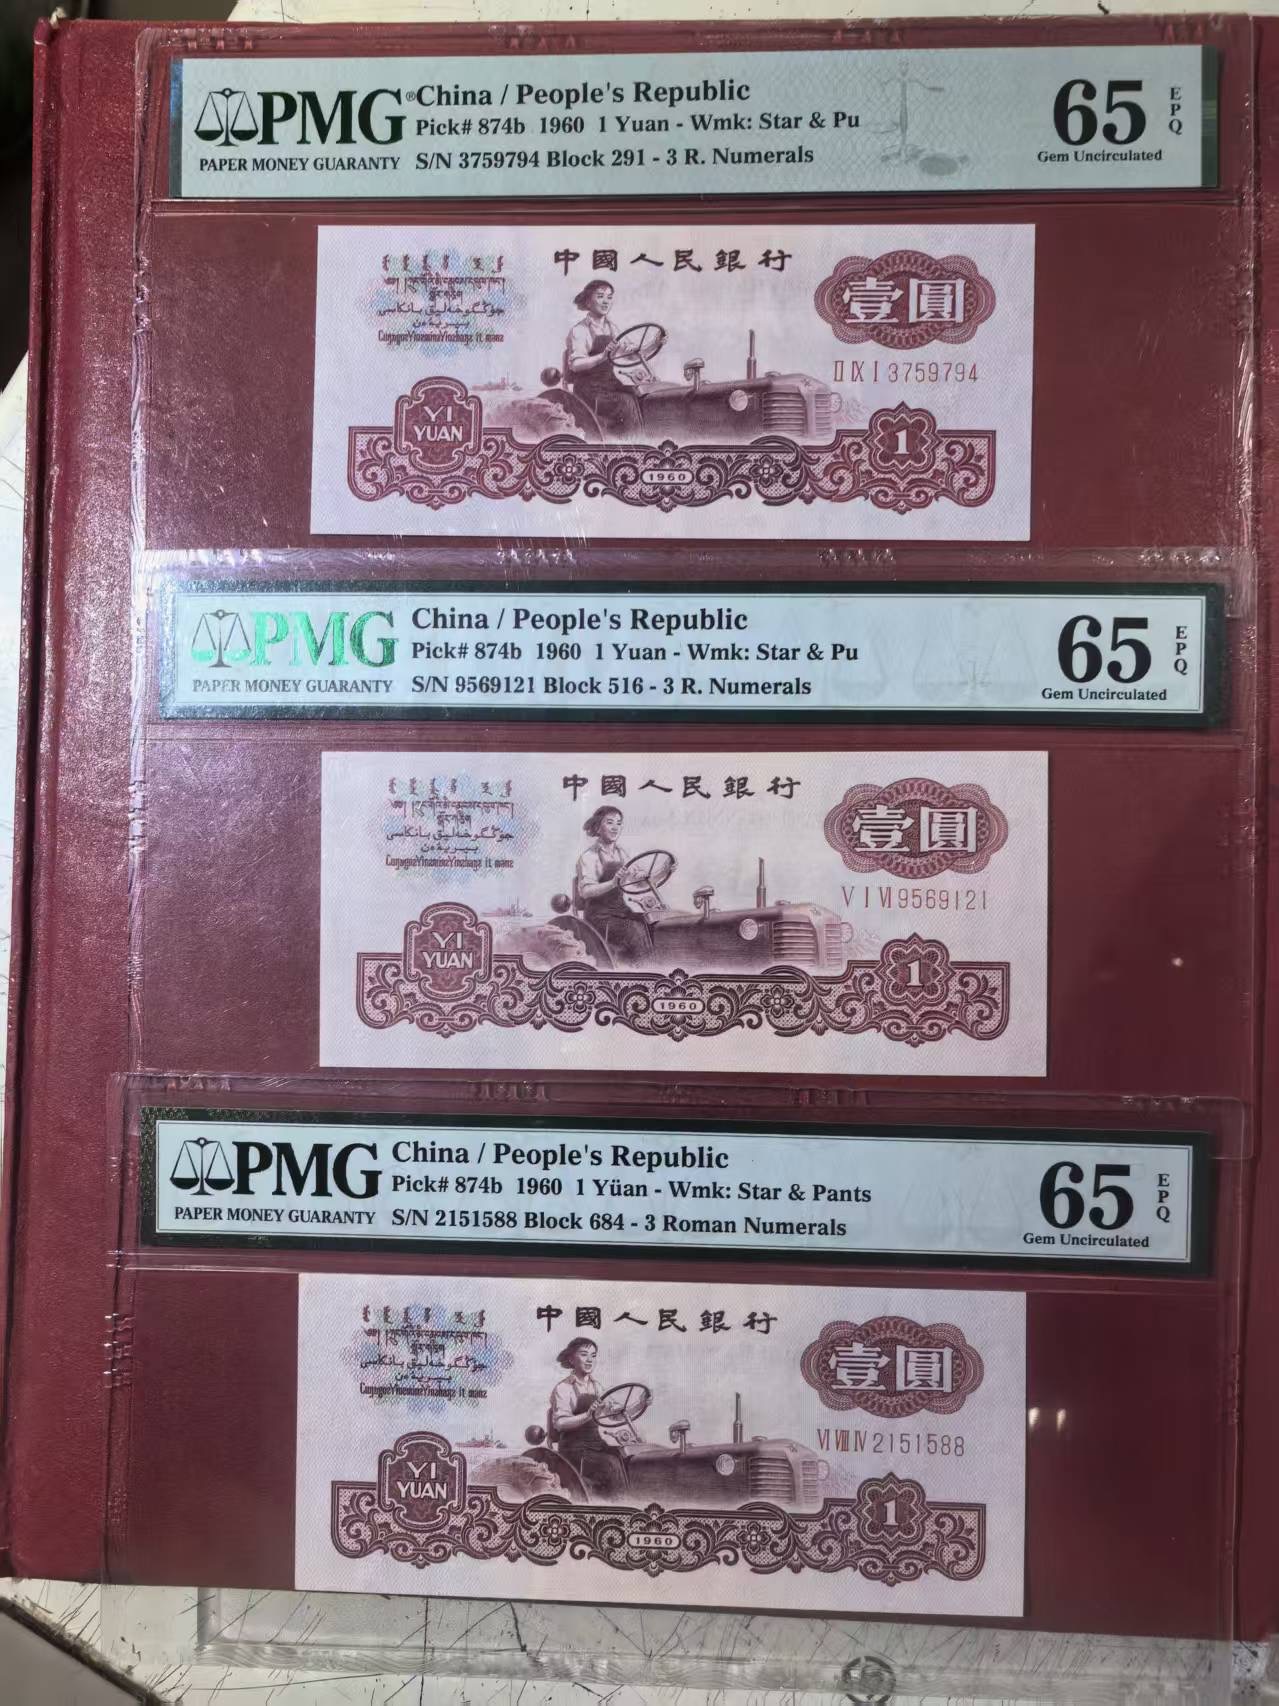 PMG® China / People's Republic
Pick# 874b 1960 1 Yuan - Wmk: Star & Pu
PAPER MONEY GUARANTY S/N 3759794 Block 291 - 3 R. Numerals
65 EPQ
Gem Uncirculated
中國人民銀行
壹圓
Ⅱ Ⅸ Ⅰ 3759794
YI
YUAN
1
1960
PMG China / People's Republic
Pick# 874b 1960 1 Yuan - Wmk: Star & Pu
PAPER MONEY GUARANTY S/N 9569121 Block 516 - 3 R. Numerals
65 EPQ
Gem Uncirculated
中國人民銀行
壹圓
Ⅴ Ⅰ Ⅵ 9569121
YI
YUAN
1
1960
PMG China / People's Republic
Pick# 874b 1960 1 Yüan - Wmk: Star & Pants
PAPER MONEY GUARANTY S/N 2151588 Block 684 - 3 Roman Numerals
65 EPQ
Gem Uncirculated
中國人民銀行
壹圓
Ⅵ Ⅷ Ⅳ 2151588
YI
YUAN
1
1960